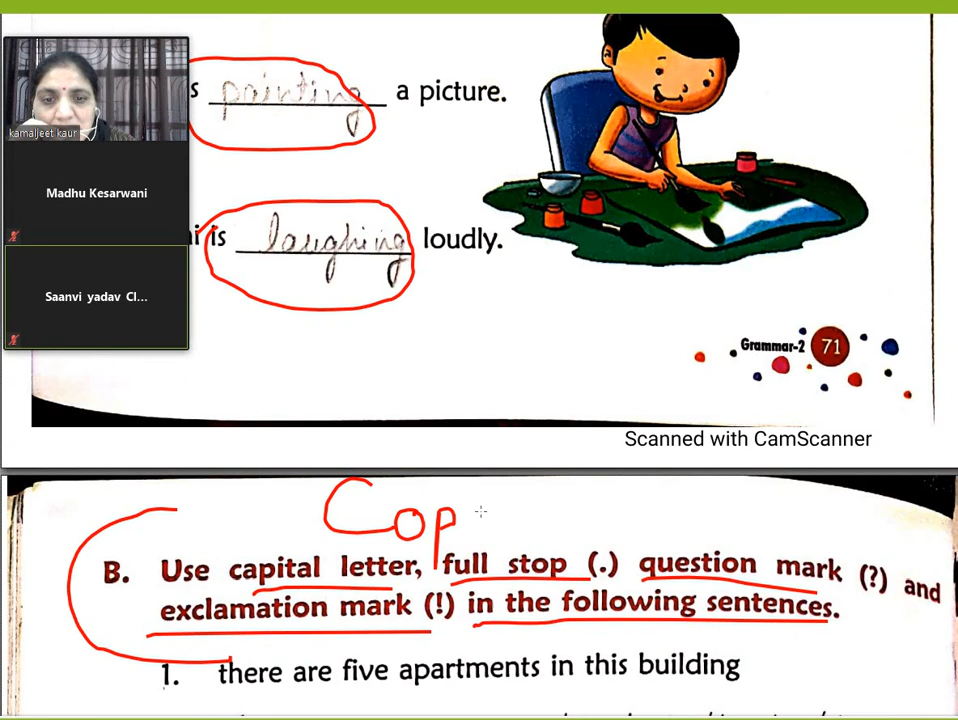 s painting a picture.
kamaljeet kaur
Madhu Kesarwani
i is laughing loudly.
Saanvi yadav Cl...
Grammar-2 71
Scanned with CamScanner
Cop
B. Use capital letter, full stop (.) question mark (?) and
exclamation mark (!) in the following sentences.
1. there are five apartments in this building